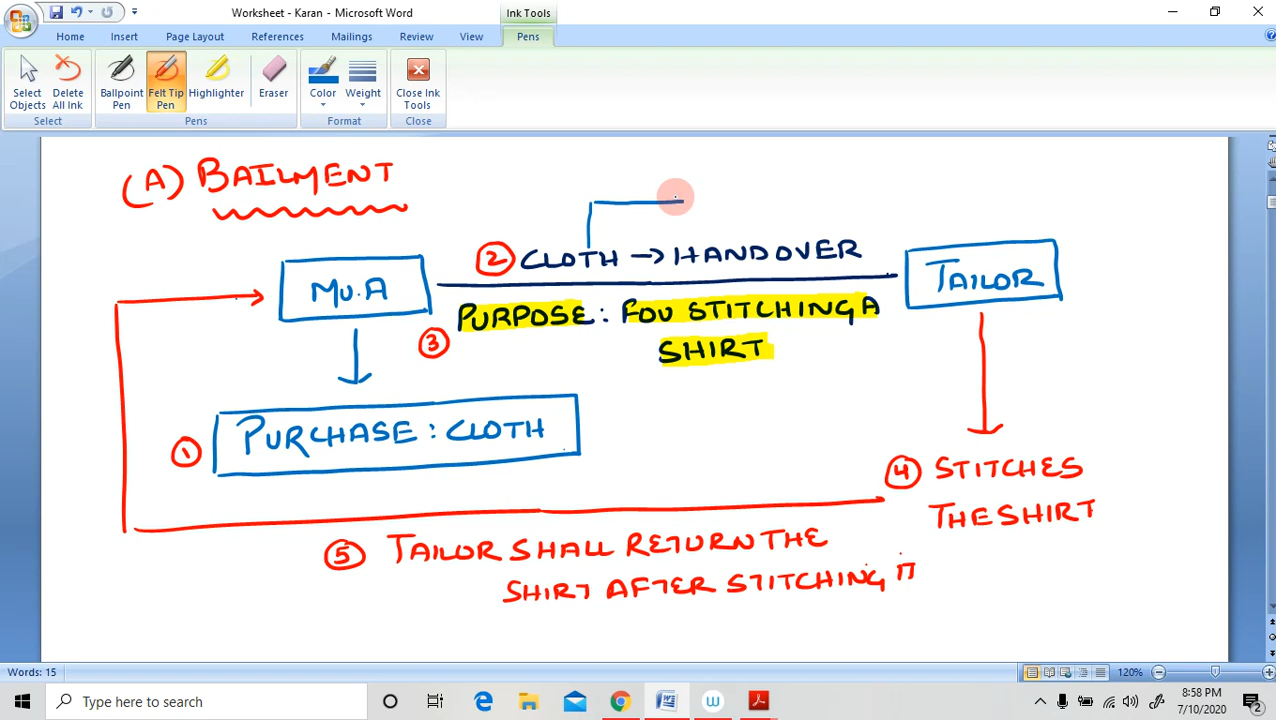 Worksheet - Karan - Microsoft Word
Ink Tools
Home Insert Page Layout References Mailings Review View Pens
Select Objects
Delete All Ink
Ballpoint Pen
Felt Tip Pen
Highlighter
Eraser
Color
Weight
Close Ink Tools
Select
Pens
Format
Close
(A) BAILMENT
② CLOTH → HANDOVER
Mr. A
TAILOR
③ PURPOSE: FOR STITCHING A
SHIRT
① PURCHASE: CLOTH
④ STITCHES
THE SHIRT
⑤ TAILOR SHALL RETURN THE
SHIRT AFTER STITCHING IT
Words: 15
120%
Type here to search
8:58 PM
7/10/2020
2